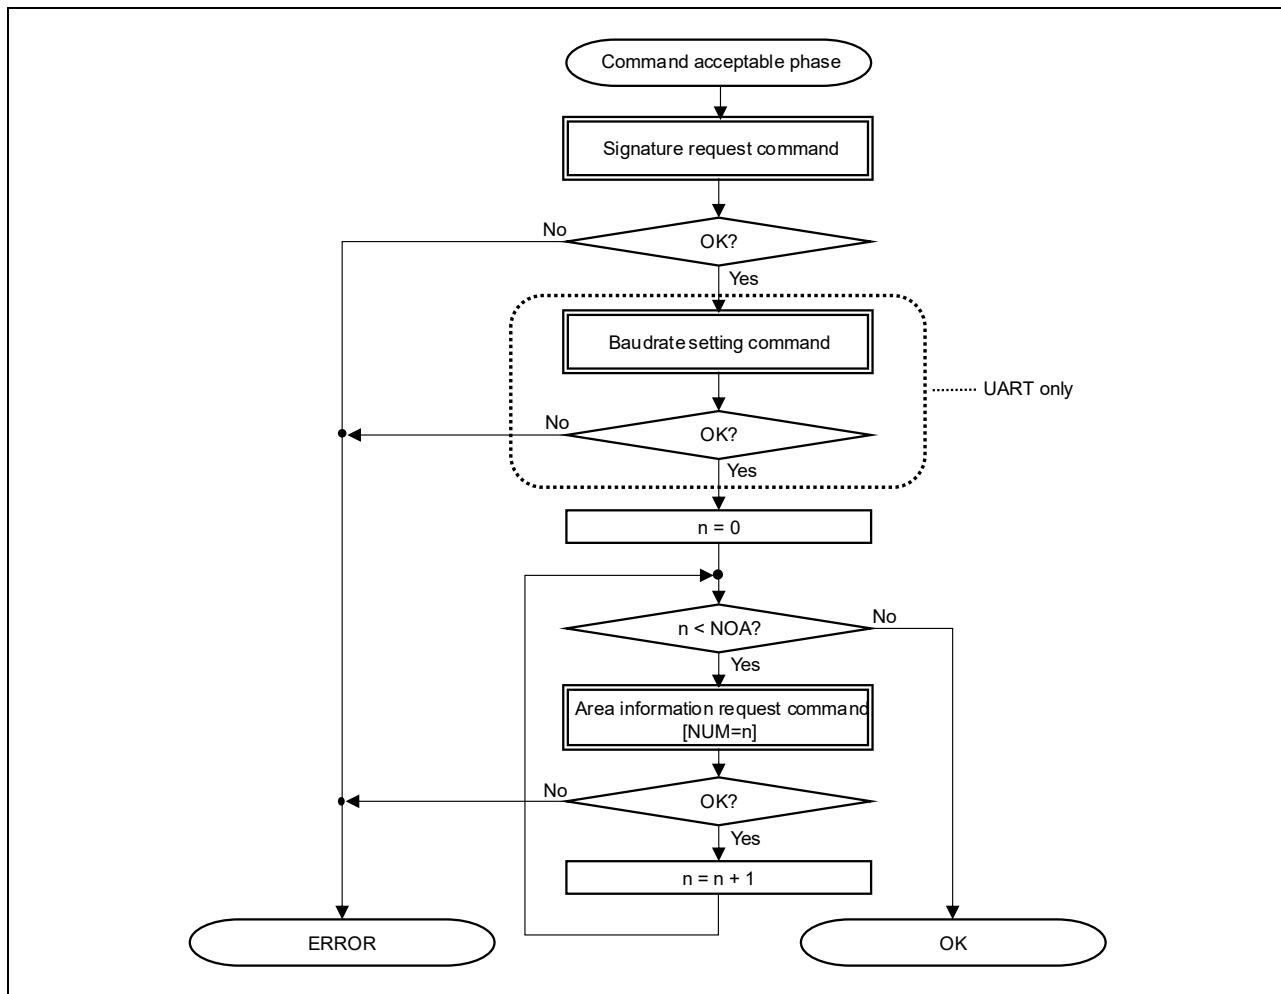 Command acceptable phase
Signature request command
No
OK?
Yes
Baudrate setting command
UART only
No
OK?
Yes
n = 0
n < NOA?
No
Yes
Area information request command
[NUM=n]
No
OK?
Yes
n = n + 1
ERROR
OK